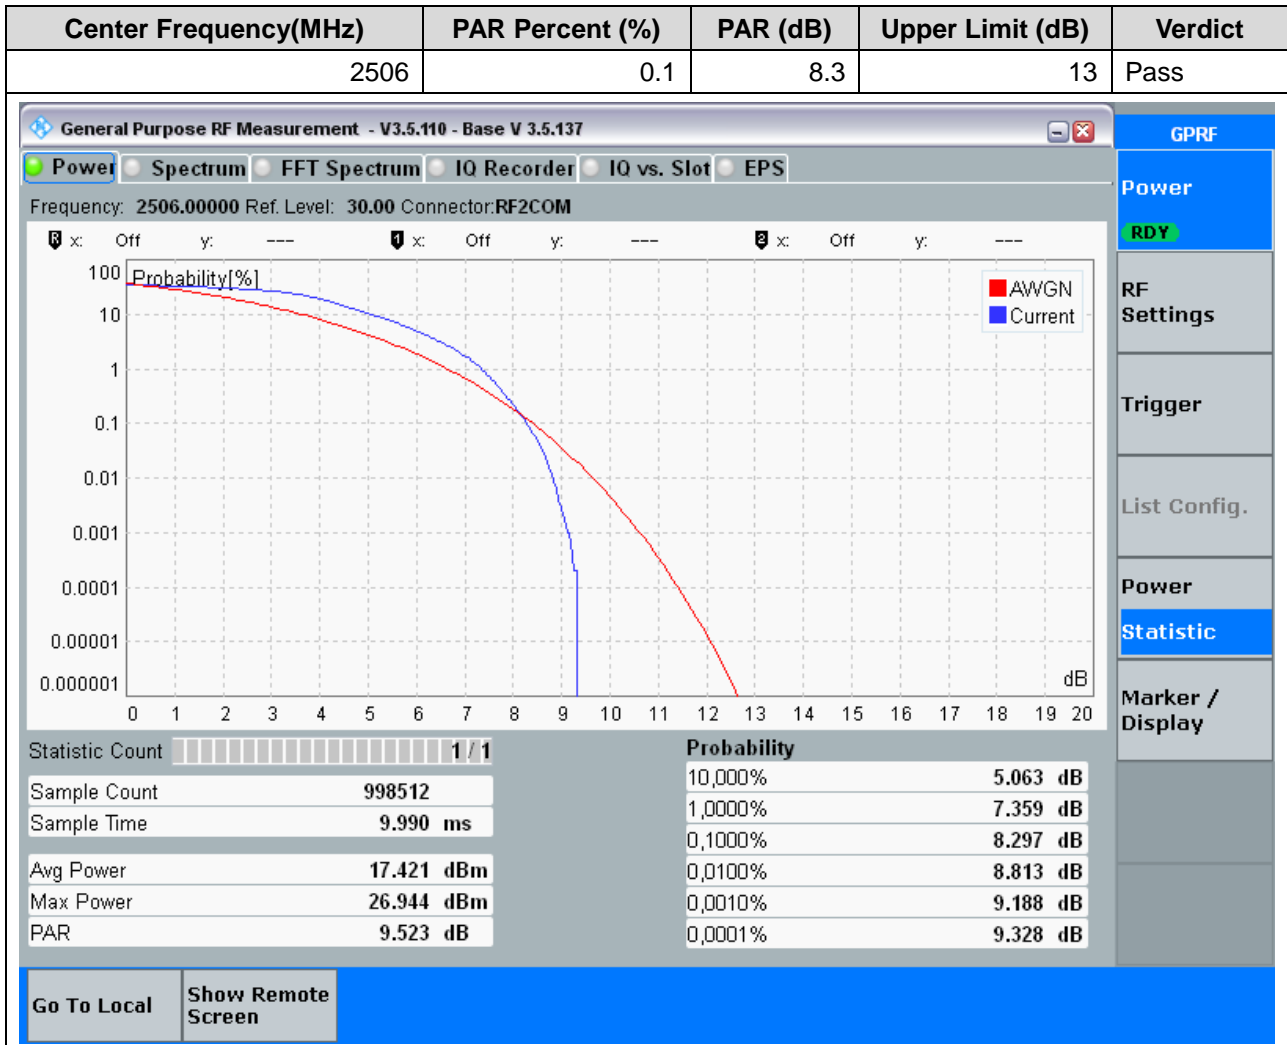 Center Frequency(MHz) PAR Percent (%) PAR (dB) Upper Limit (dB) Verdict
2506 0.1 8.3 13 Pass
General Purpose RF Measurement - V3.5.110 - Base V 3.5.137
GPRF
Power Spectrum FFT Spectrum IQ Recorder IQ vs. Slot EPS
Power
RDY
Frequency: 2506.00000 Ref. Level: 30.00 Connector:RF2COM
R x: Off y: --- 1 x: Off y: --- 2 x: Off y: ---
Probability[%]
AWGN
Current
100
10
1
0.1
0.01
0.001
0.0001
0.00001
0.000001
dB
0 1 2 3 4 5 6 7 8 9 10 11 12 13 14 15 16 17 18 19 20
RF
Settings
Trigger
List Config.
Power
Statistic
Marker /
Display
Statistic Count 1 / 1
Sample Count 998512
Sample Time 9.990 ms
Avg Power 17.421 dBm
Max Power 26.944 dBm
PAR 9.523 dB
Probability
10,000% 5.063 dB
1,0000% 7.359 dB
0,1000% 8.297 dB
0,0100% 8.813 dB
0,0010% 9.188 dB
0,0001% 9.328 dB
Go To Local
Show Remote
Screen